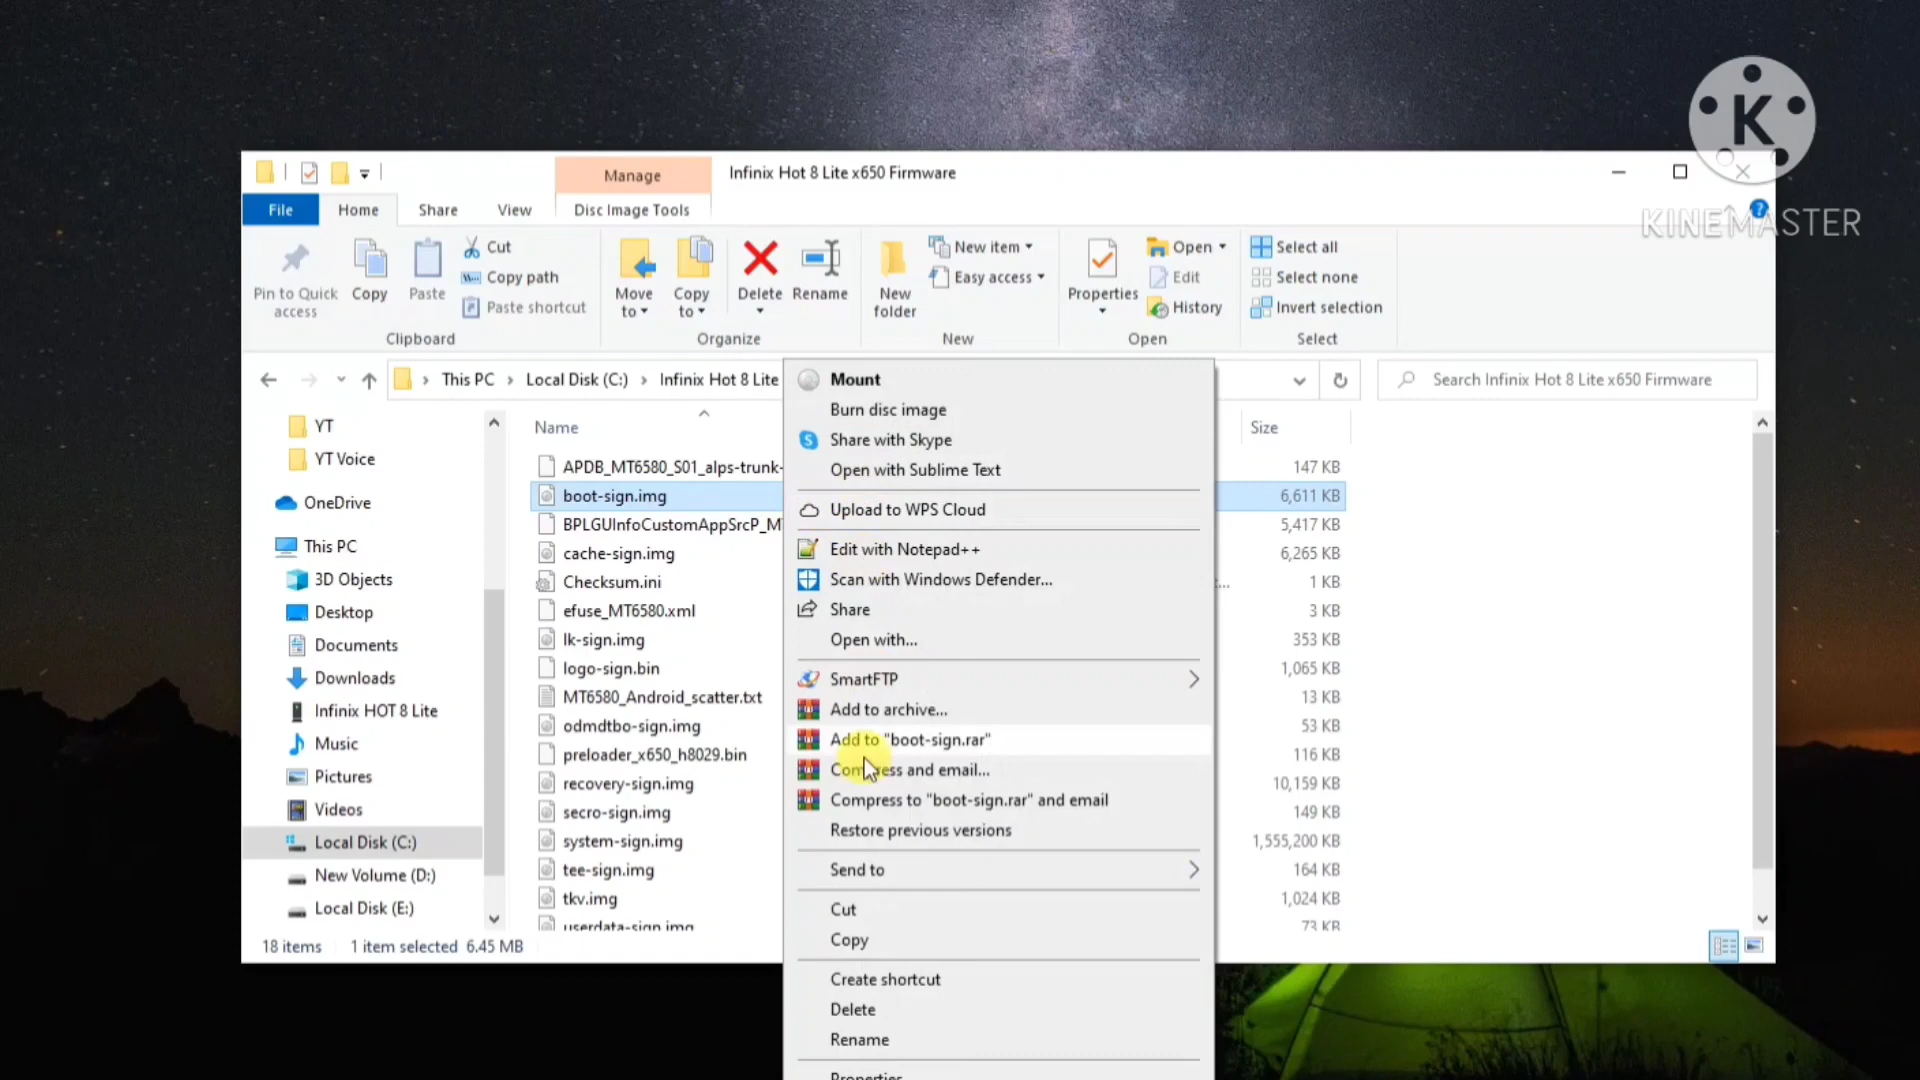 K
KINEMASTER
Manage
Infinix Hot 8 Lite x650 Firmware
File
Home
Share
View
Disc Image Tools
Pin to Quick access
Copy
Paste
Cut
Copy path
Paste shortcut
Clipboard
Move to
Copy to
Delete
Rename
Organize
New folder
New item
Easy access
New
Properties
Open
Edit
History
Open
Select all
Select none
Invert selection
Select
This PC
Local Disk (C:)
Infinix Hot 8 Lite
Search Infinix Hot 8 Lite x650 Firmware
YT
YT Voice
OneDrive
This PC
3D Objects
Desktop
Documents
Downloads
Infinix HOT 8 Lite
Music
Pictures
Videos
Local Disk (C:)
New Volume (D:)
Local Disk (E:)
Name
Size
APDB_MT6580_S01_alps-trunk-
147 KB
boot-sign.img
6,611 KB
BPLGUInfoCustomAppSrcP_M
5,417 KB
cache-sign.img
6,265 KB
Checksum.ini
...
1 KB
efuse_MT6580.xml
3 KB
lk-sign.img
353 KB
logo-sign.bin
1,065 KB
MT6580_Android_scatter.txt
13 KB
odmdtbo-sign.img
53 KB
preloader_x650_h8029.bin
116 KB
recovery-sign.img
10,159 KB
secro-sign.img
149 KB
system-sign.img
1,555,200 KB
tee-sign.img
164 KB
tkv.img
1,024 KB
userdata-sign.img
73 KB
Mount
Burn disc image
Share with Skype
Open with Sublime Text
Upload to WPS Cloud
Edit with Notepad++
Scan with Windows Defender...
Share
Open with...
SmartFTP
Add to archive...
Add to "boot-sign.rar"
Compress and email...
Compress to "boot-sign.rar" and email
Restore previous versions
Send to
Cut
Copy
Create shortcut
Delete
Rename
Properties
18 items
1 item selected 6.45 MB